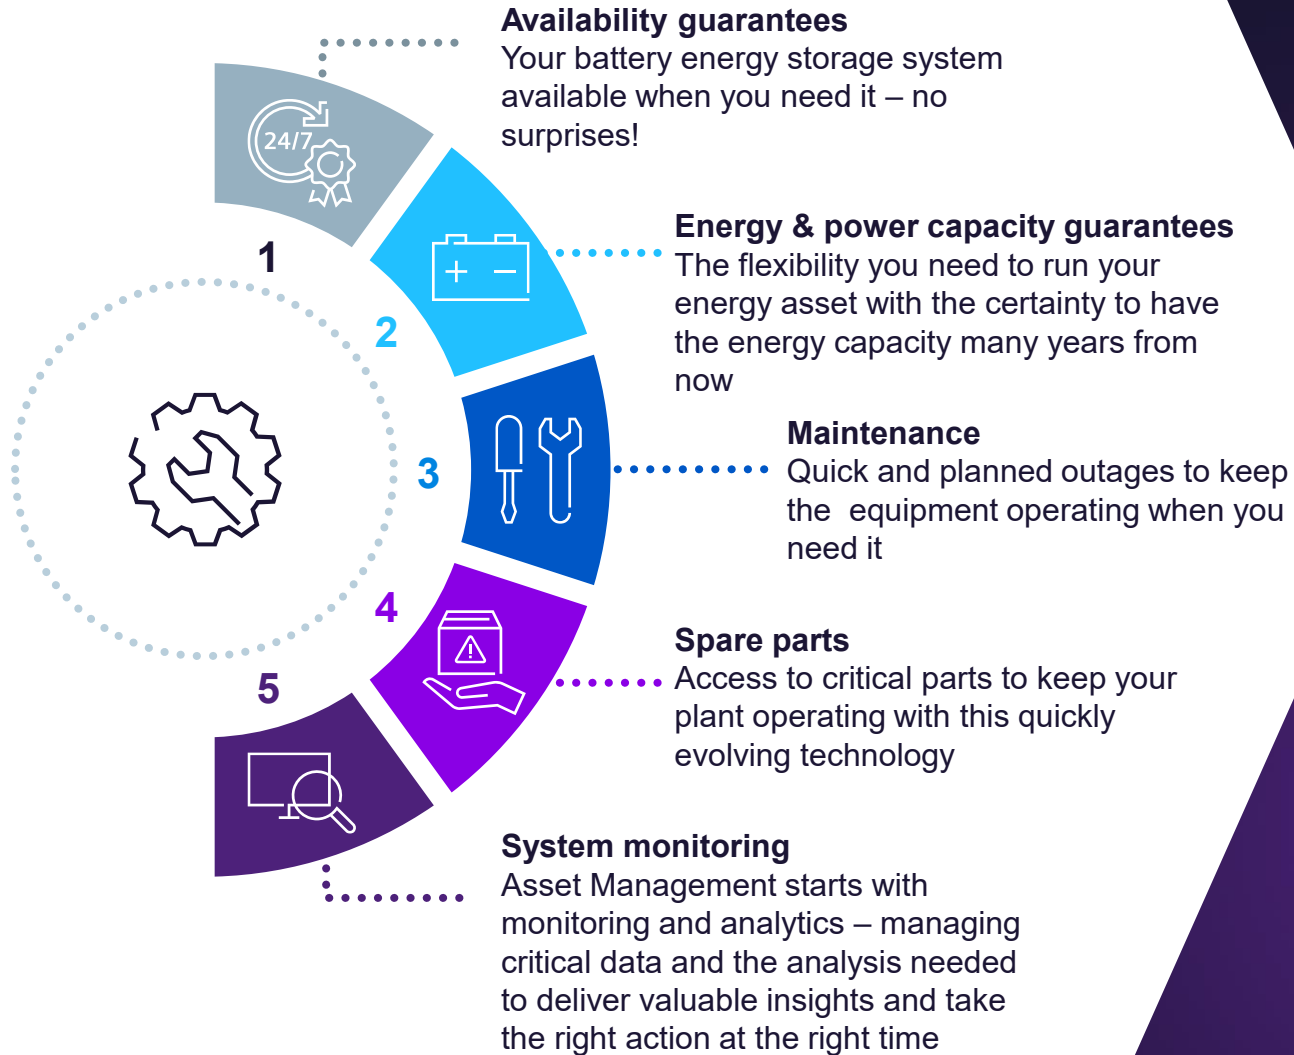 Availability guarantees
Your battery energy storage system
available when you need it – no
surprises!
24/7
1
Energy & power capacity guarantees
The flexibility you need to run your
energy asset with the certainty to have
the energy capacity many years from
now
2
Maintenance
Quick and planned outages to keep
the  equipment operating when you
need it
3
Spare parts
Access to critical parts to keep your
plant operating with this quickly
evolving technology
4
System monitoring
Asset Management starts with
monitoring and analytics – managing
critical data and the analysis needed
to deliver valuable insights and take
the right action at the right time
5